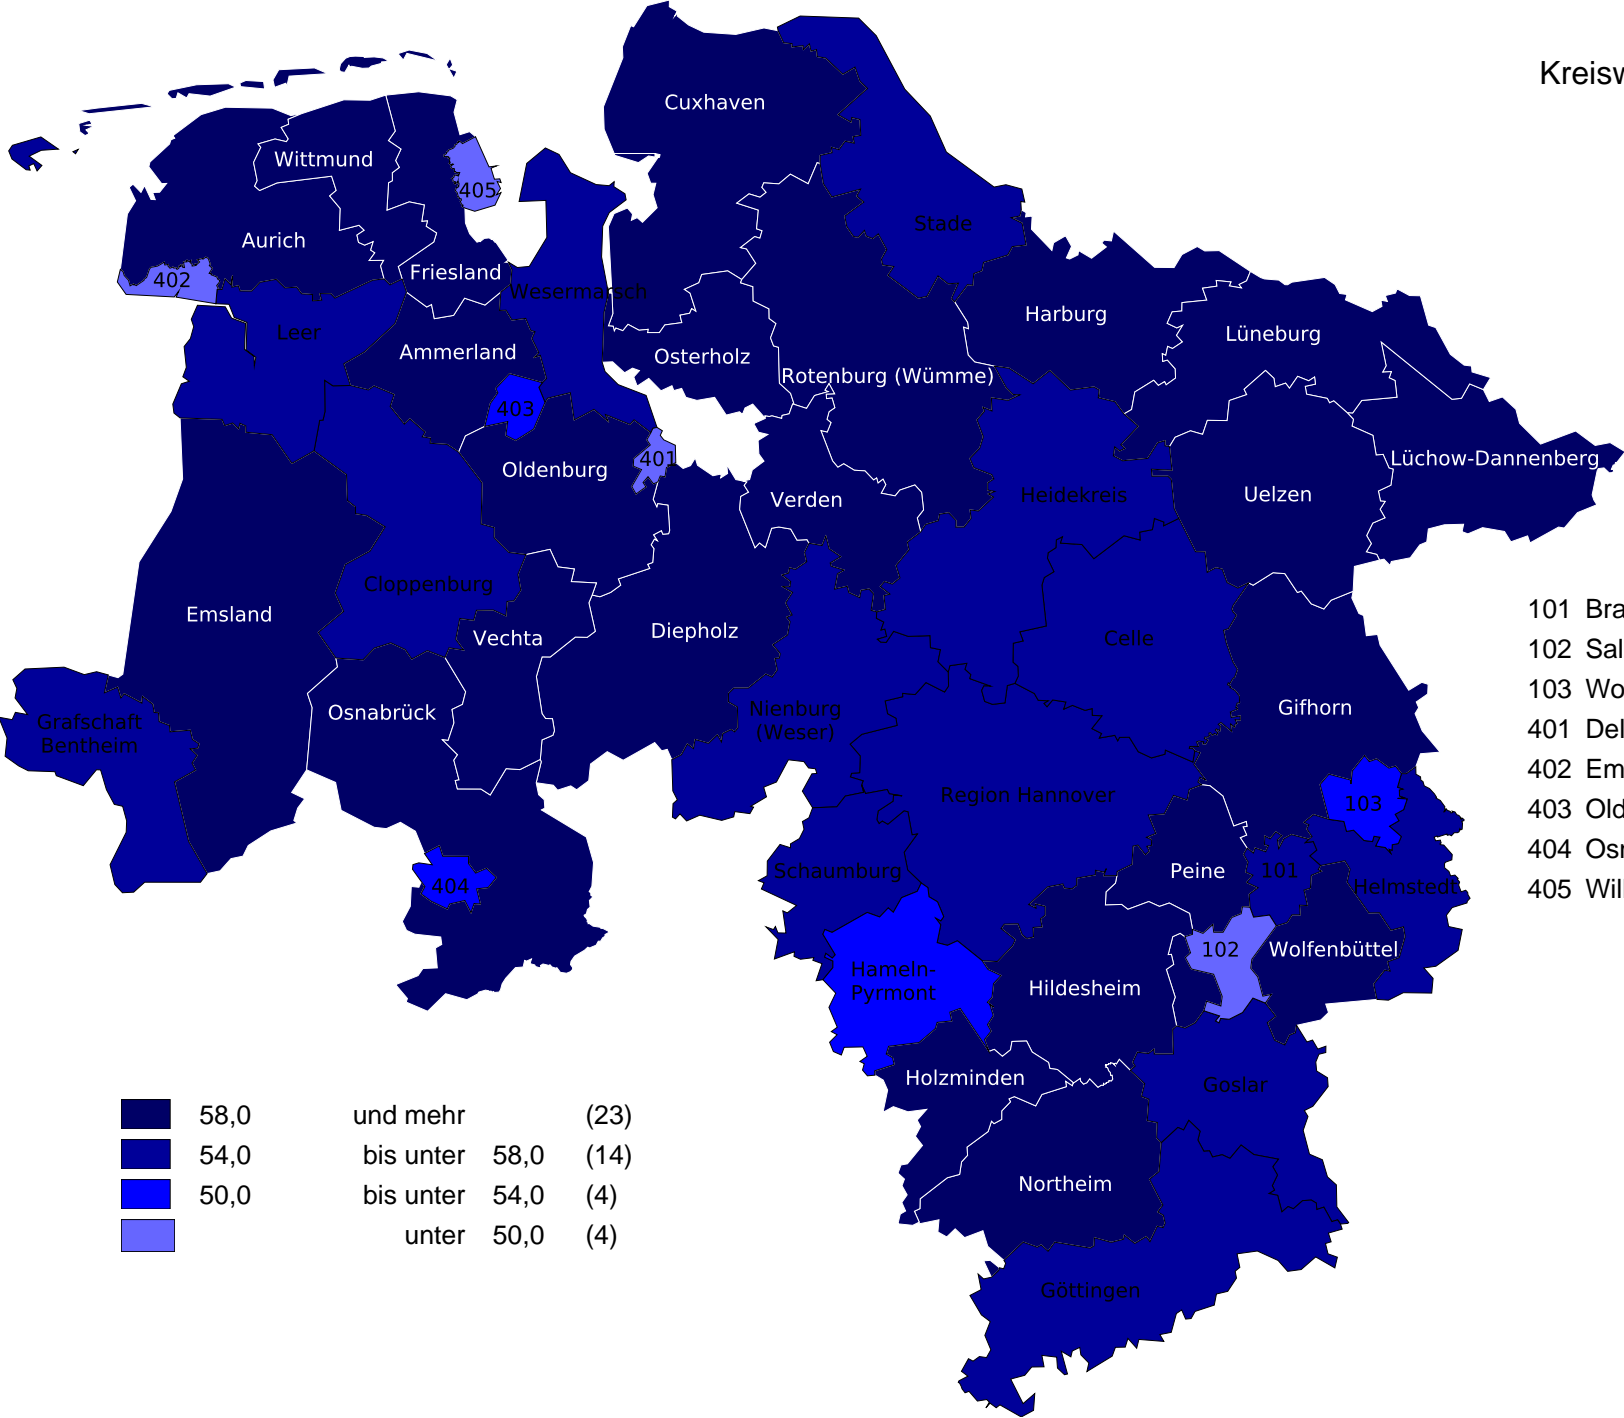 Kreisw
Cuxhaven
Wittmund
405
Aurich
Stade
Friesland
402
Wesermarsch
Harburg
Leer
Lüneburg
Ammerland
Osterholz
Rotenburg (Wümme)
403
Oldenburg
401
Lüchow-Dannenberg
Verden
Heidekreis
Uelzen
Cloppenburg
Emsland
Vechta
Diepholz
Celle
Osnabrück
Grafschaft
Bentheim
Nienburg
(Weser)
Gifhorn
Region Hannover
103
Schaumburg
Peine
101
Helmstedt
404
102
Wolfenbüttel
Hameln-
Pyrmont
Hildesheim
Holzminden
Goslar
Northeim
Göttingen
101 Bra
102 Sal
103 Wo
401 Del
402 Em
403 Old
404 Osn
405 Wil
58,0 und mehr (23)
54,0 bis unter 58,0 (14)
50,0 bis unter 54,0 (4)
unter 50,0 (4)